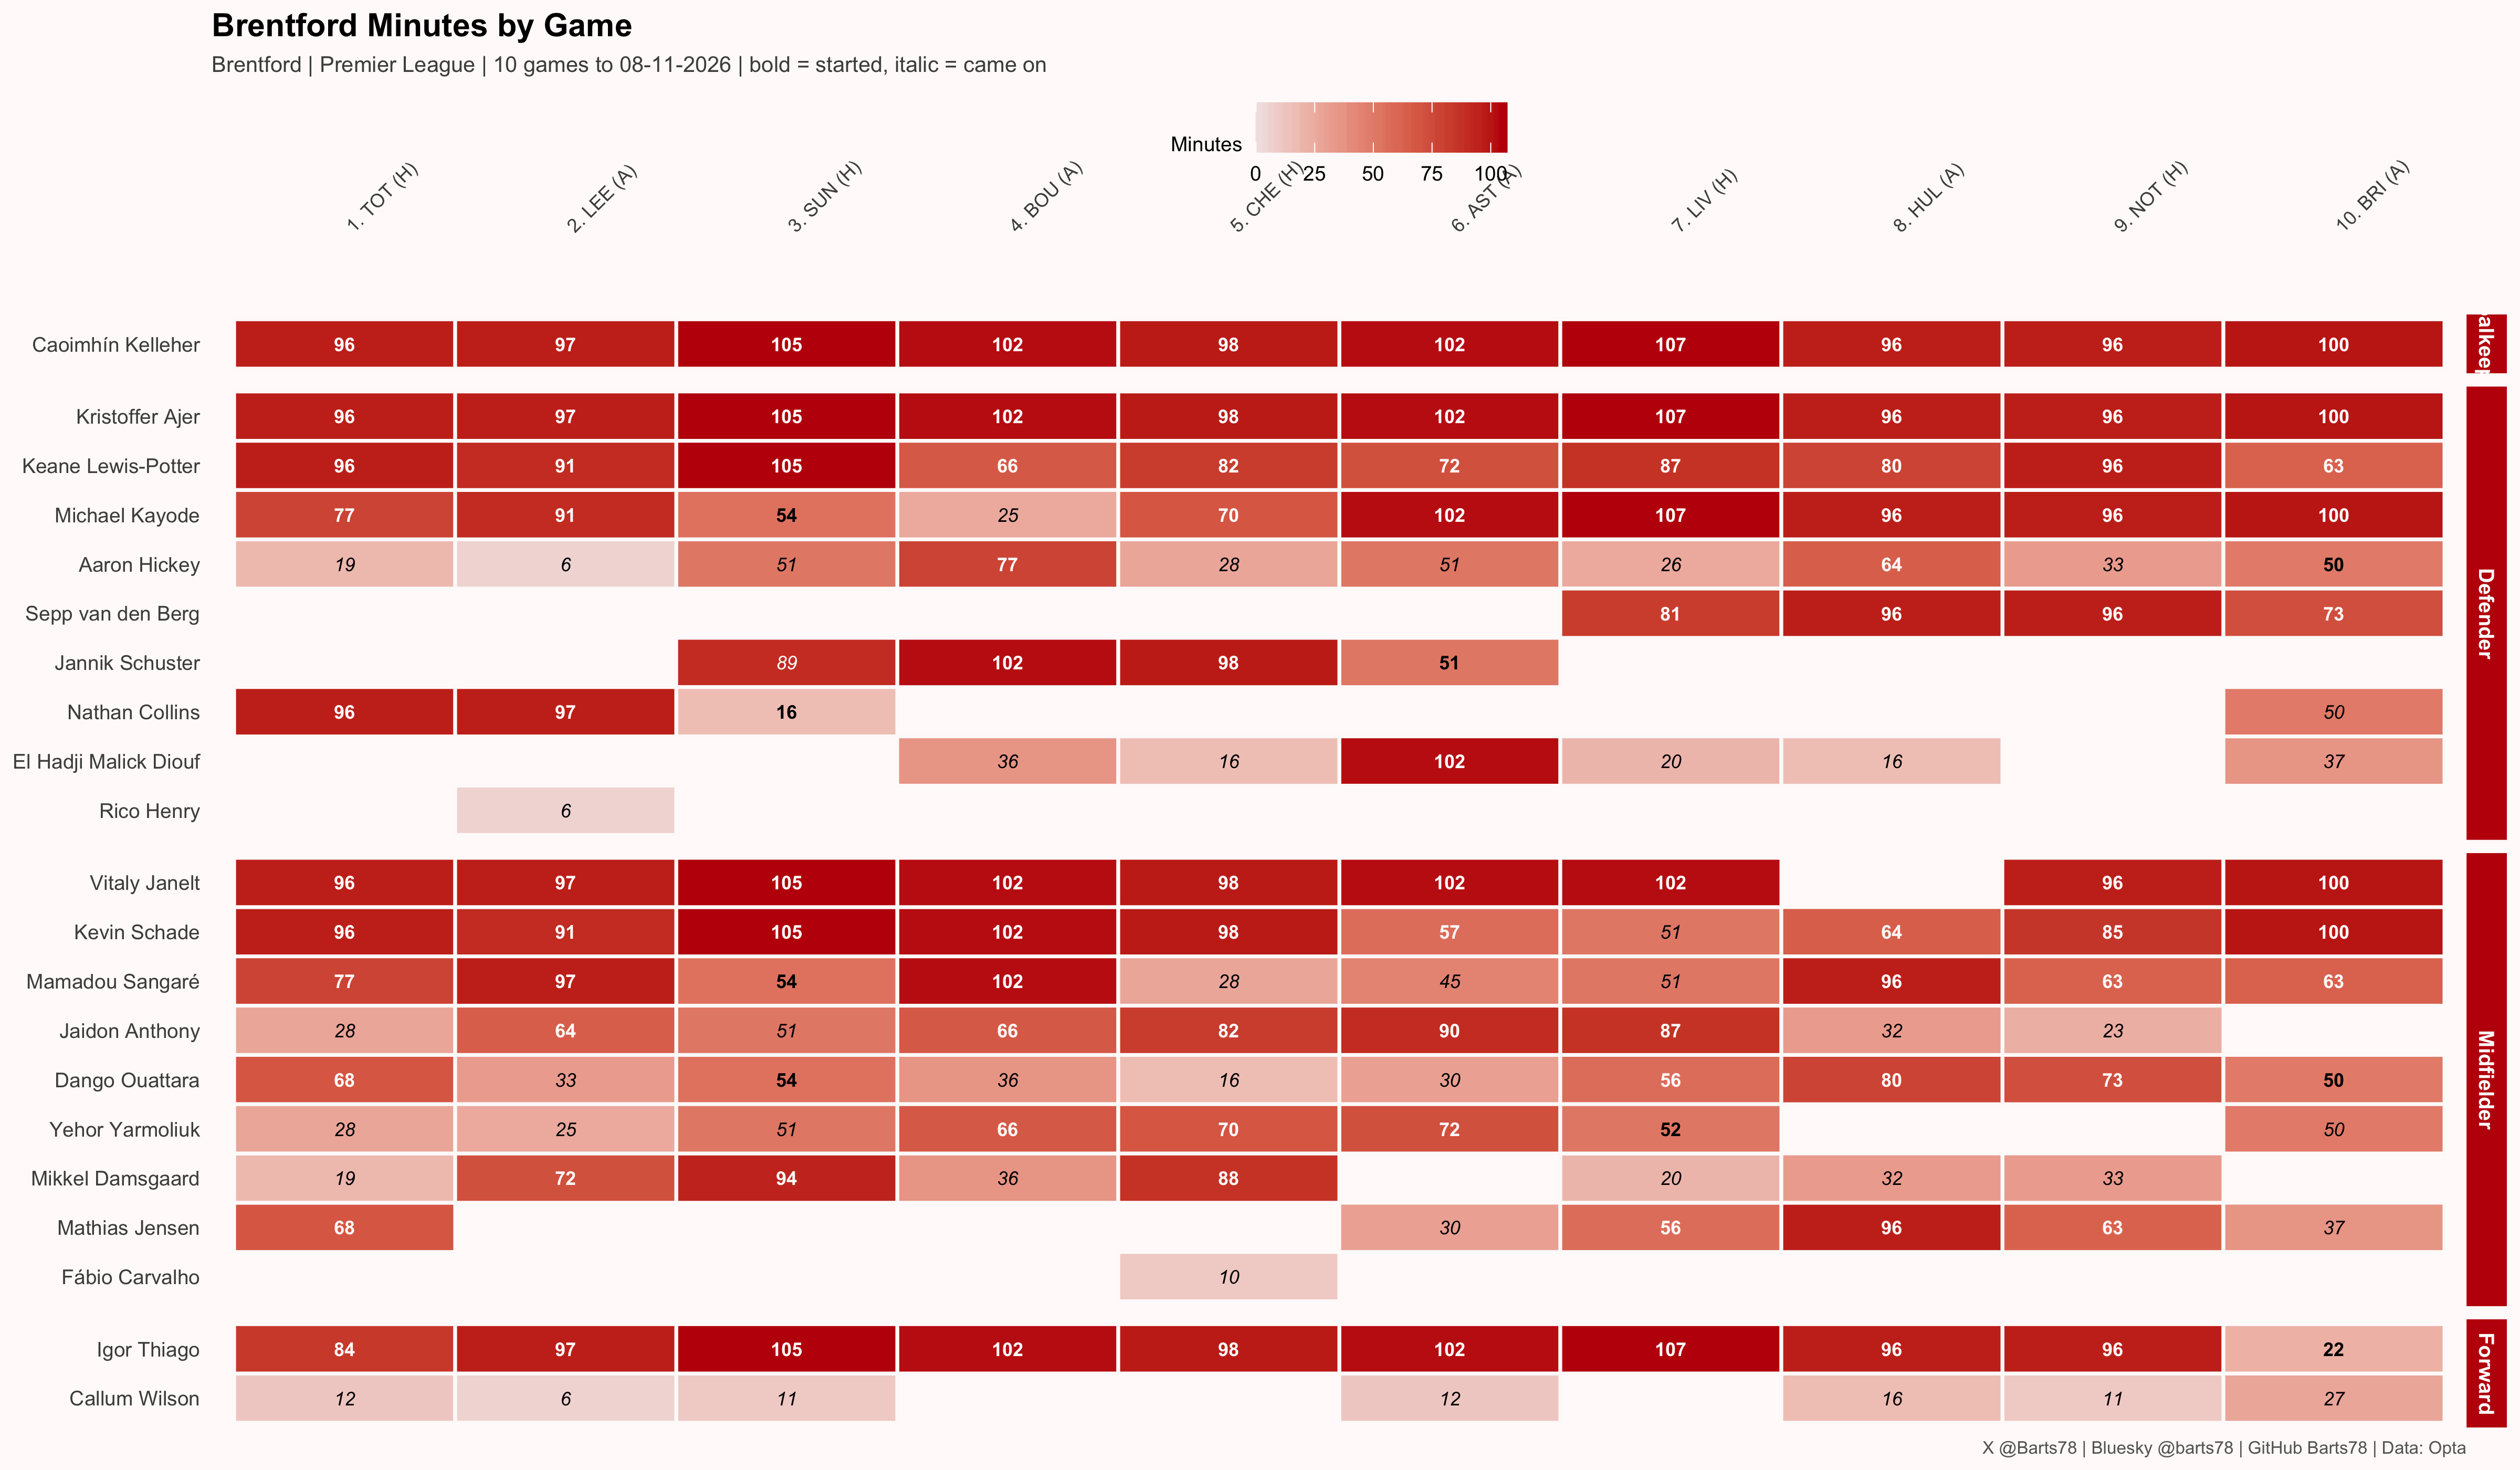 Brentford Minutes by Game
Brentford | Premier League | 10 games to 08-11-2026 | bold = started, italic = came on
Minutes
0 25 50 75 100
1. TOT (H) 2. LEE (A) 3. SUN (H) 4. BOU (A) 5. CHE (H) 6. AST (A) 7. LIV (H) 8. HUL (A) 9. NOT (H) 10. BRI (A)
Caoimhín Kelleher 96 97 105 102 98 102 107 96 96 100
alkee
Kristoffer Ajer 96 97 105 102 98 102 107 96 96 100
Keane Lewis-Potter 96 91 105 66 82 72 87 80 96 63
Michael Kayode 77 91 54 25 70 102 107 96 96 100
Aaron Hickey 19 6 51 77 28 51 26 64 33 50
Sepp van den Berg 81 96 96 73
Defender
Jannik Schuster 89 102 98 51
Nathan Collins 96 97 16 50
El Hadji Malick Diouf 36 16 102 20 16 37
Rico Henry 6
Vitaly Janelt 96 97 105 102 98 102 102 96 100
Kevin Schade 96 91 105 102 98 57 51 64 85 100
Mamadou Sangaré 77 97 54 102 28 45 51 96 63 63
Jaidon Anthony 28 64 51 66 82 90 87 32 23
Dango Ouattara 68 33 54 36 16 30 56 80 73 50
Midfielder
Yehor Yarmoliuk 28 25 51 66 70 72 52 50
Mikkel Damsgaard 19 72 94 36 88 20 32 33
Mathias Jensen 68 30 56 96 63 37
Fábio Carvalho 10
Igor Thiago 84 97 105 102 98 102 107 96 96 22
Forward
Callum Wilson 12 6 11 12 16 11 27
X @Barts78 | Bluesky @barts78 | GitHub Barts78 | Data: Opta